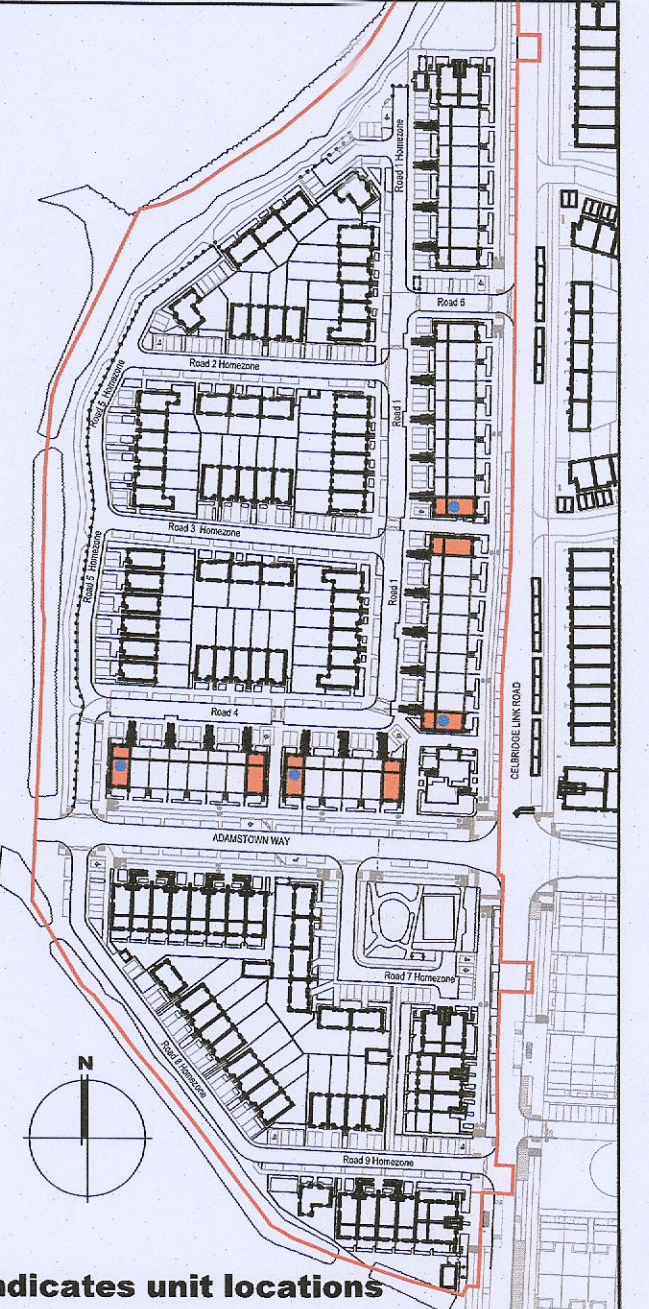 Road 1 Homezone
Road 6
Road 2 Homezone
Road 5 Homezone
Road 1
Road 3 Homezone
Road 5 Homezone
Road 1
CELBRIDGE LINK ROAD
Road 4
ADAMSTOWN WAY
Road 7 Homezone
Road 8 Homezone
N
Road 9 Homezone
ndicates unit locations